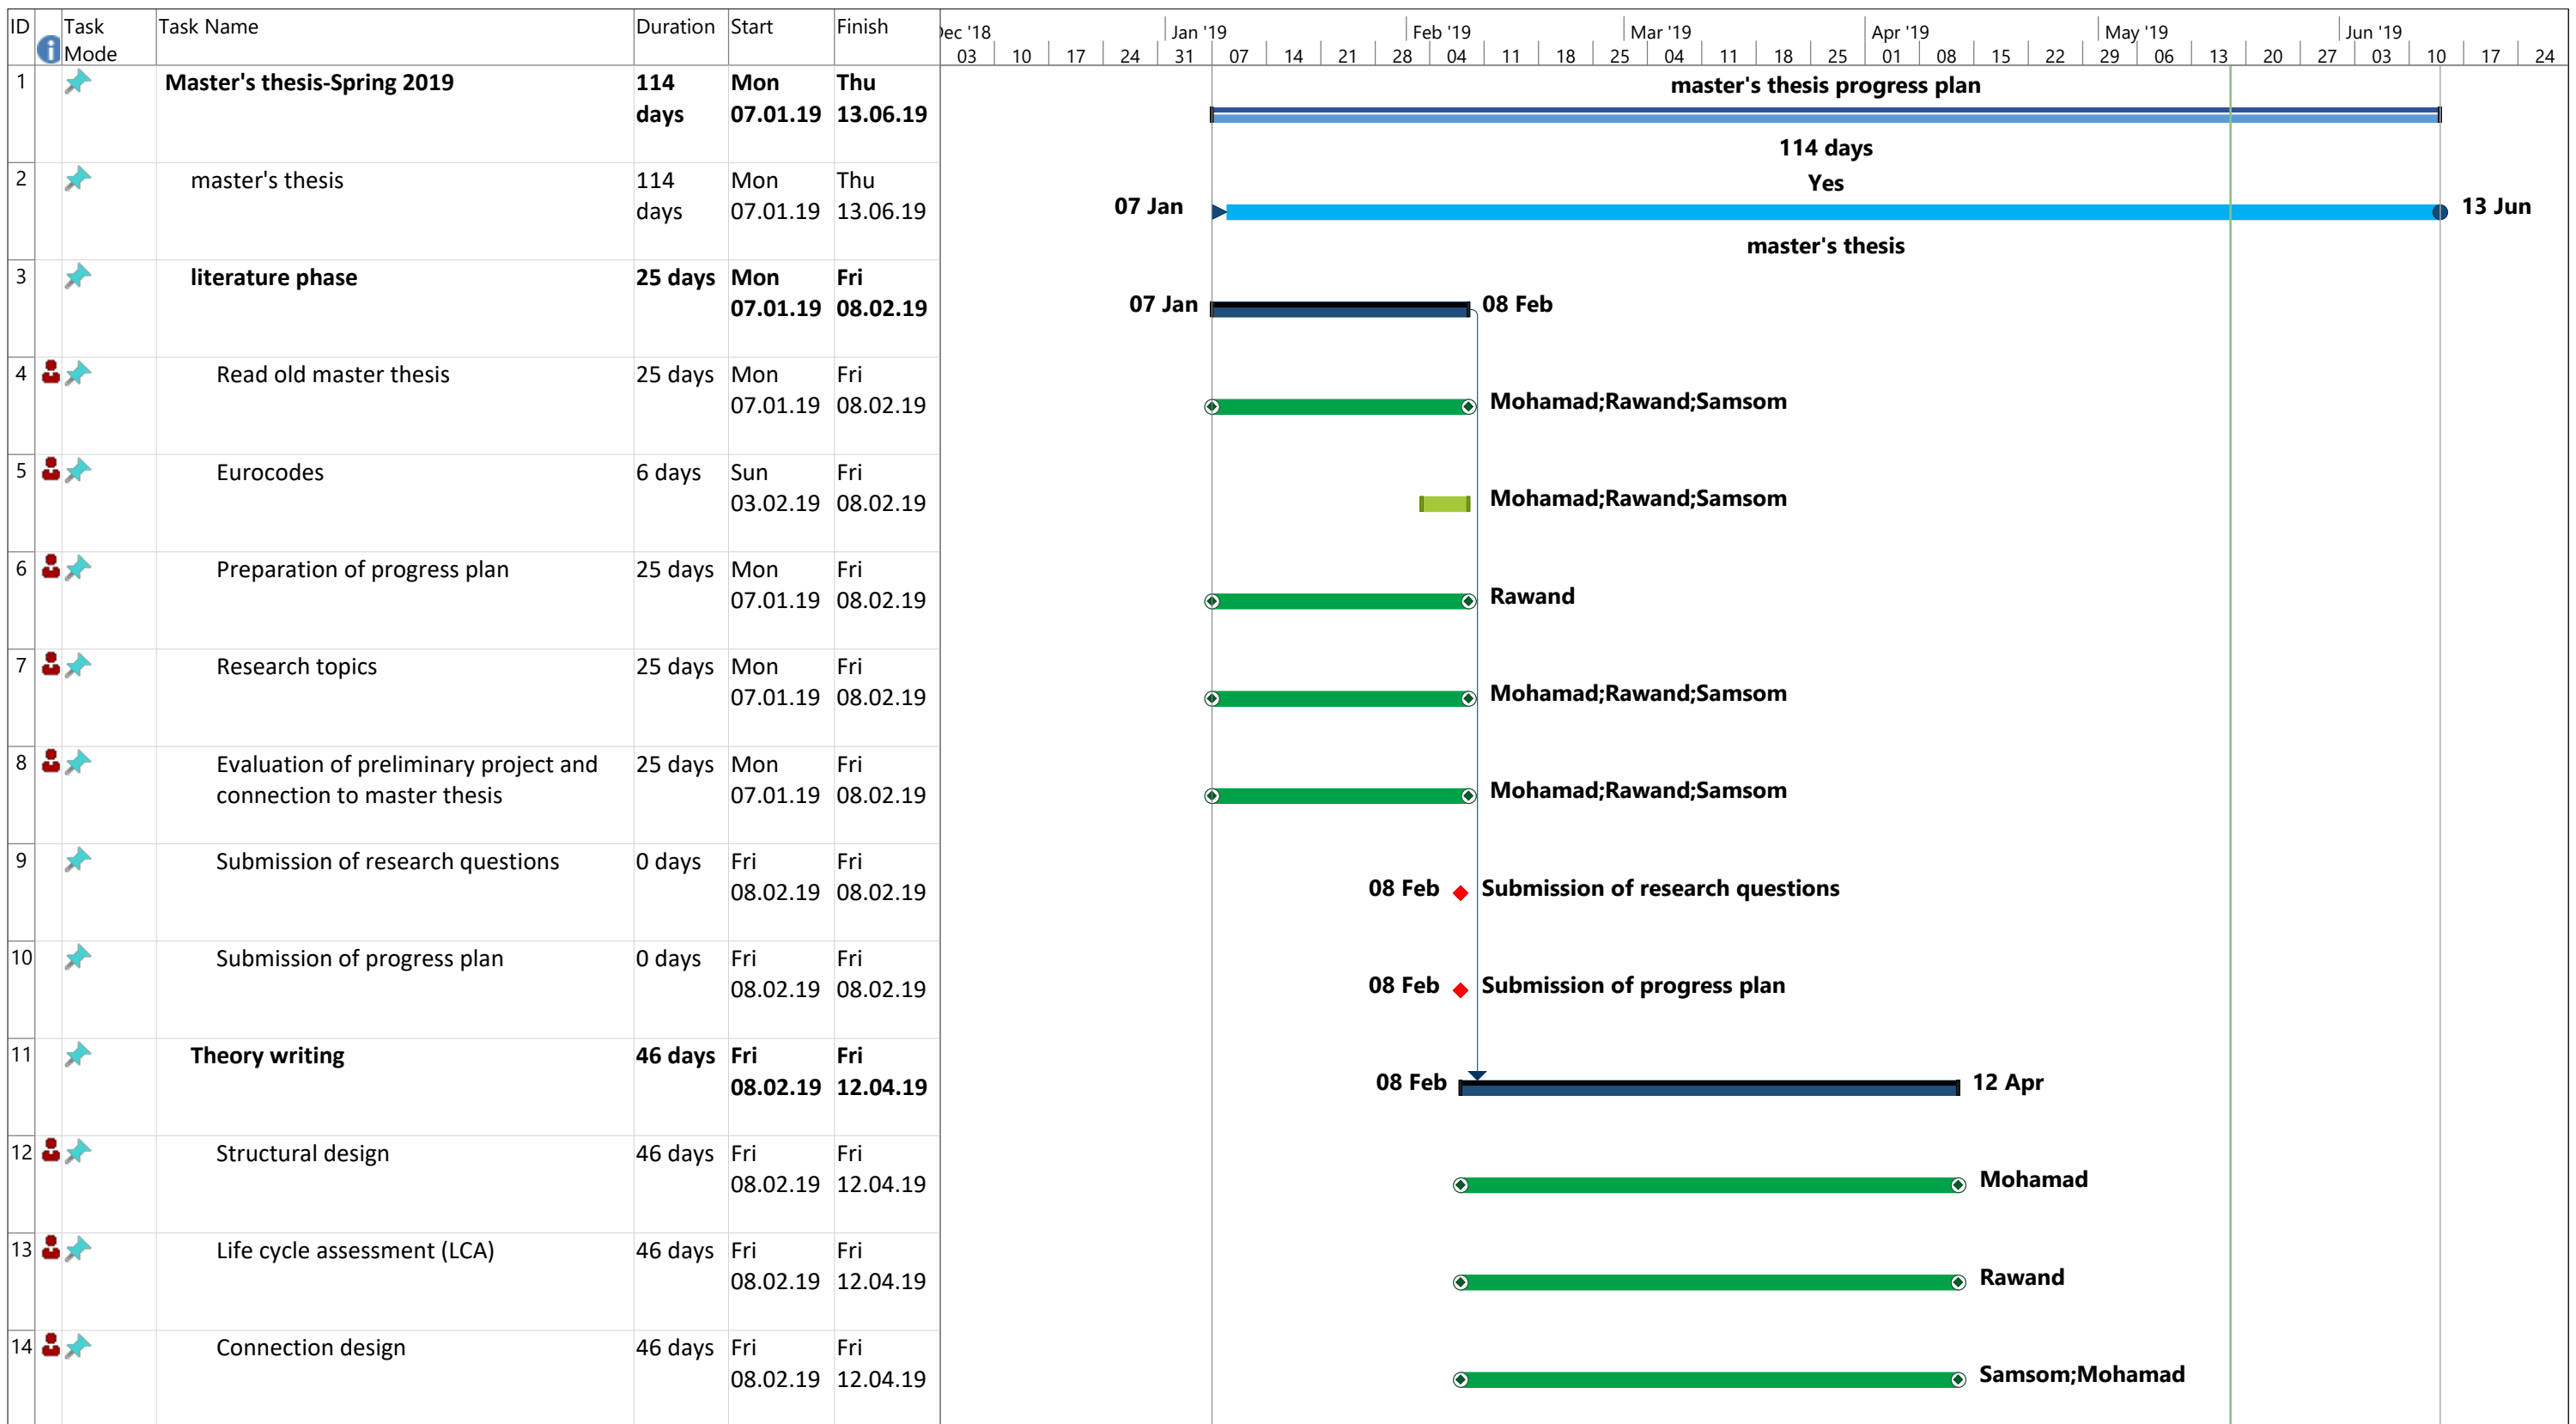 ID Task Mode Task Name Duration Start Finish
Dec '18 Jan '19 Feb '19 Mar '19 Apr '19 May '19 Jun '19
03 10 17 24 31 07 14 21 28 04 11 18 25 04 11 18 25 01 08 15 22 29 06 13 20 27 03 10 17 24
1 Master's thesis-Spring 2019 114 days Mon 07.01.19 Thu 13.06.19
master's thesis progress plan
114 days
2 master's thesis 114 days Mon 07.01.19 Thu 13.06.19
Yes
07 Jan 13 Jun
master's thesis
3 literature phase 25 days Mon 07.01.19 Fri 08.02.19
07 Jan 08 Feb
4 Read old master thesis 25 days Mon 07.01.19 Fri 08.02.19
Mohamad;Rawand;Samsom
5 Eurocodes 6 days Sun 03.02.19 Fri 08.02.19
Mohamad;Rawand;Samsom
6 Preparation of progress plan 25 days Mon 07.01.19 Fri 08.02.19
Rawand
7 Research topics 25 days Mon 07.01.19 Fri 08.02.19
Mohamad;Rawand;Samsom
8 Evaluation of preliminary project and connection to master thesis 25 days Mon 07.01.19 Fri 08.02.19
Mohamad;Rawand;Samsom
9 Submission of research questions 0 days Fri 08.02.19 Fri 08.02.19
08 Feb Submission of research questions
10 Submission of progress plan 0 days Fri 08.02.19 Fri 08.02.19
08 Feb Submission of progress plan
11 Theory writing 46 days Fri 08.02.19 Fri 12.04.19
08 Feb 12 Apr
12 Structural design 46 days Fri 08.02.19 Fri 12.04.19
Mohamad
13 Life cycle assessment (LCA) 46 days Fri 08.02.19 Fri 12.04.19
Rawand
14 Connection design 46 days Fri 08.02.19 Fri 12.04.19
Samsom;Mohamad